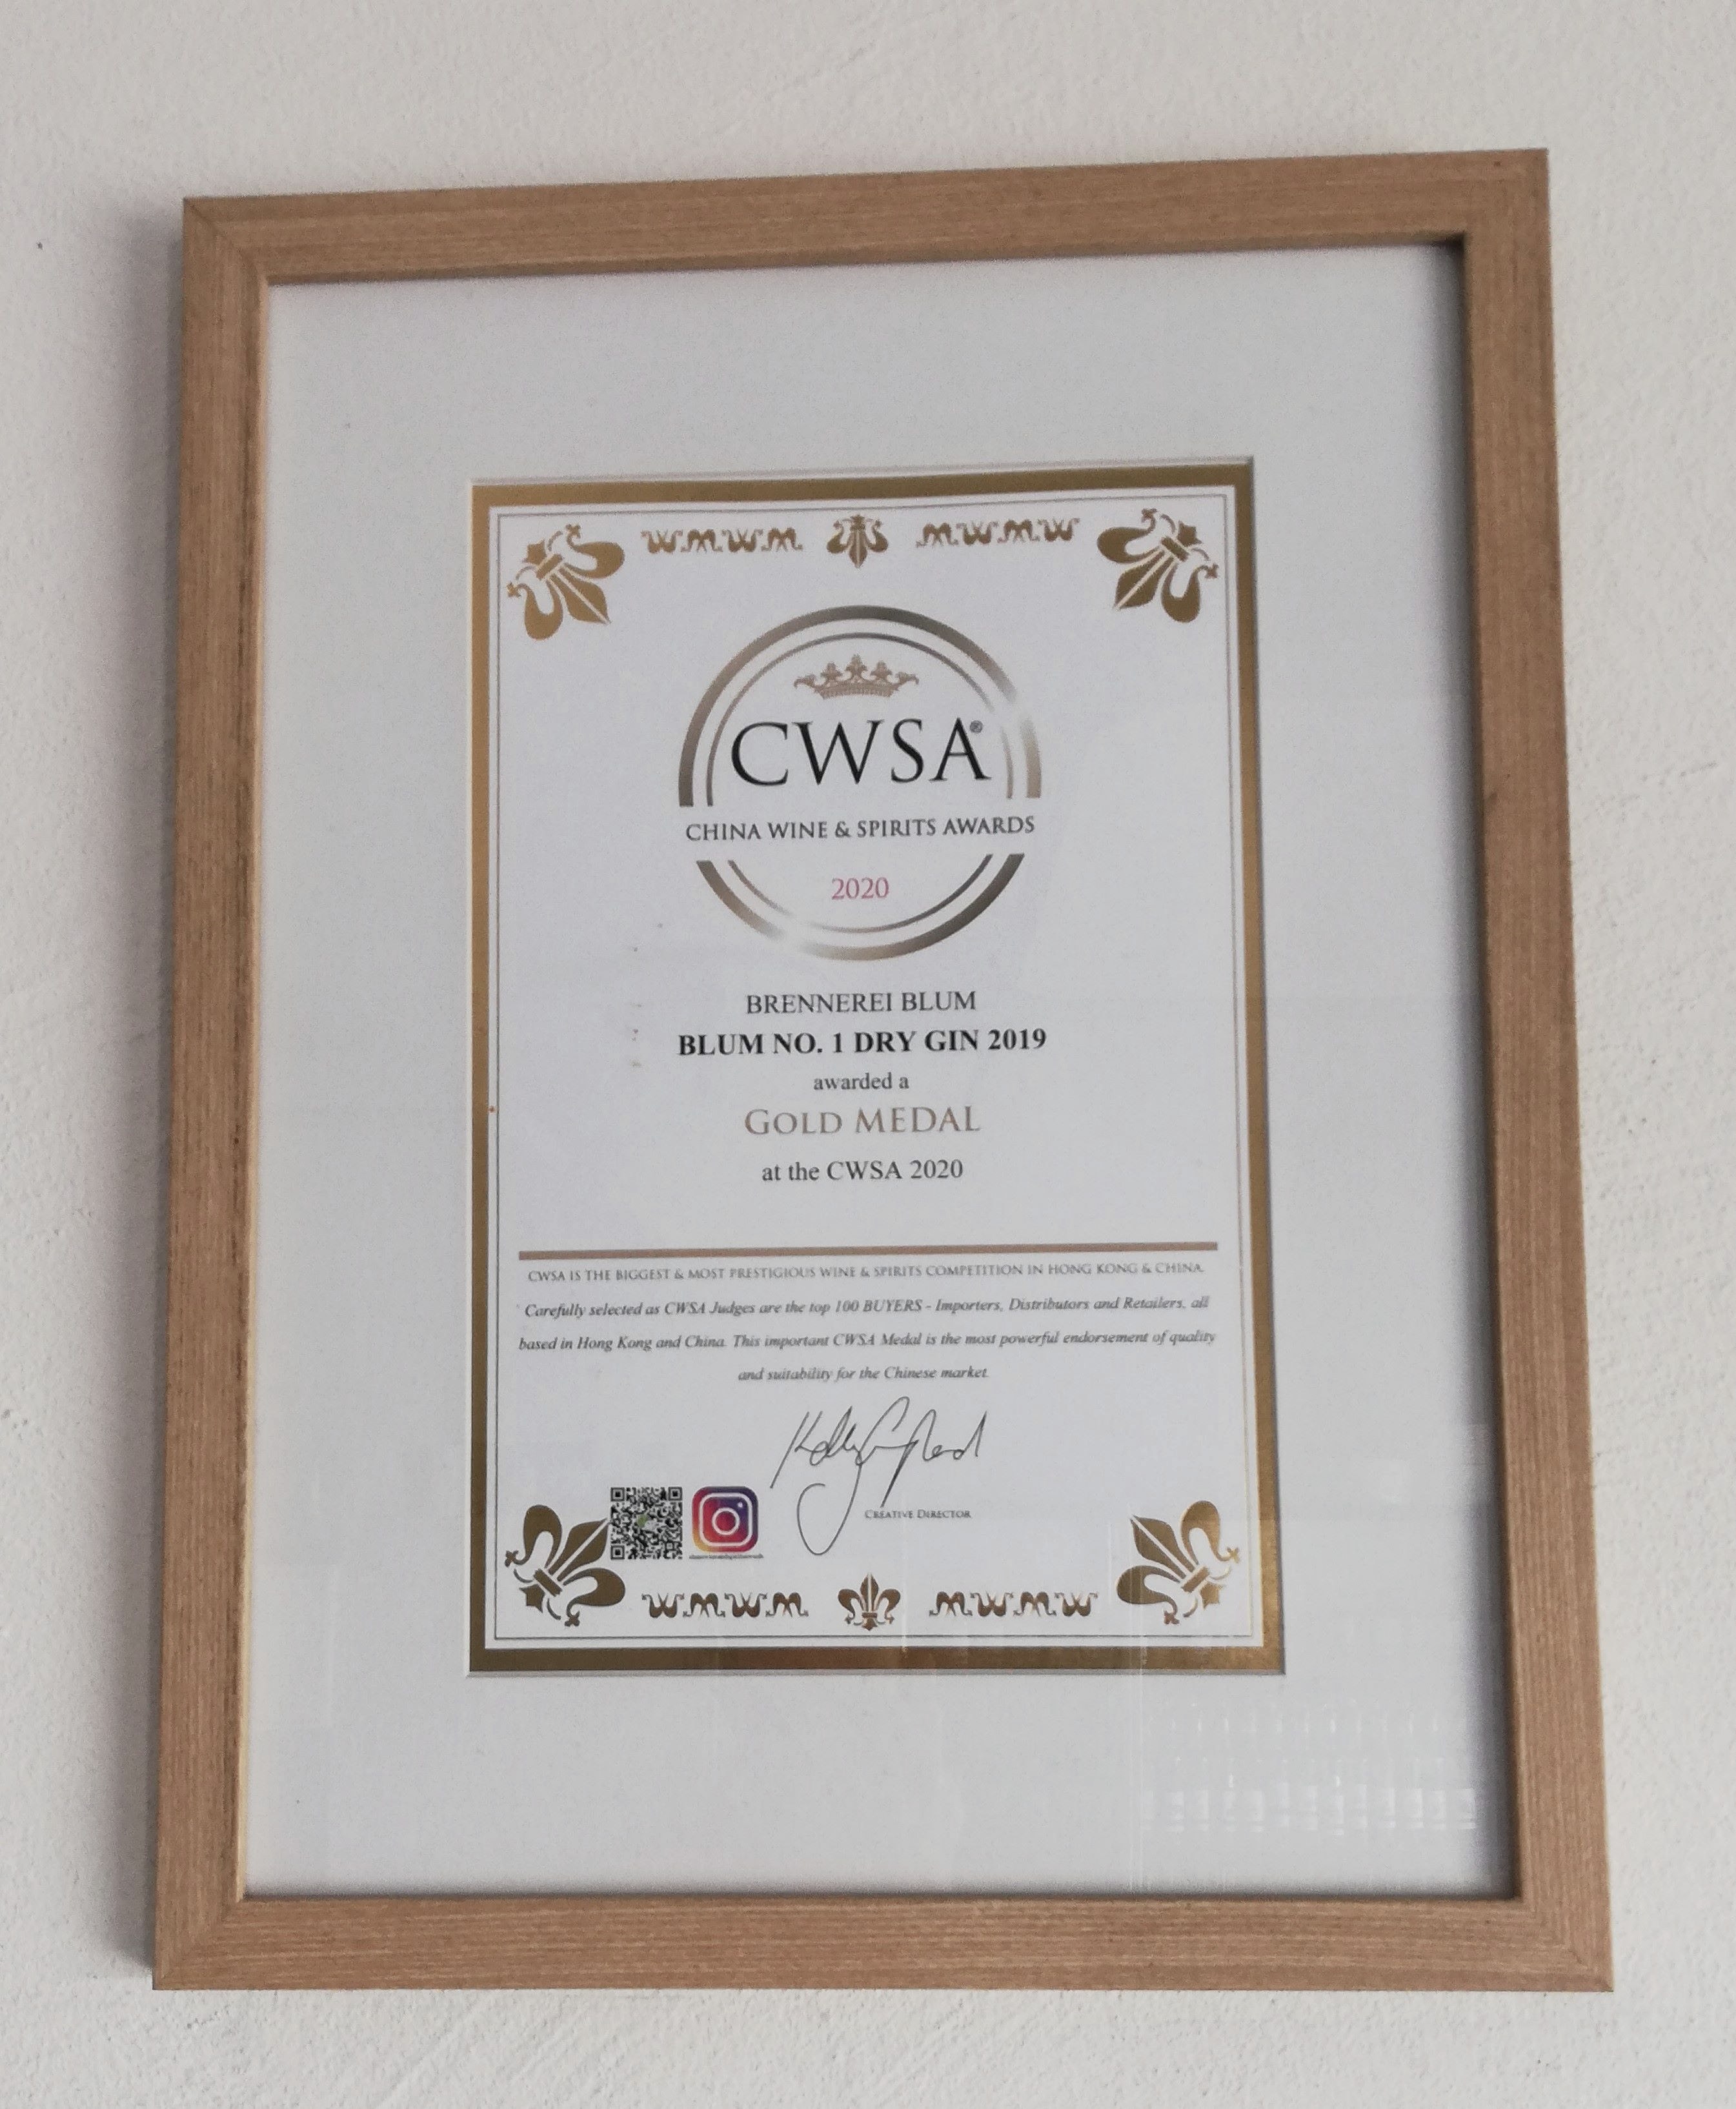 CWSA®
CHINA WINE & SPIRITS AWARDS
2020
BRENNEREI BLUM
BLUM NO. 1 DRY GIN 2019
awarded a
GOLD MEDAL
at the CWSA 2020
CWSA IS THE BIGGEST & MOST PRESTIGIOUS WINE & SPIRITS COMPETITION IN HONG KONG & CHINA.
Carefully selected as CWSA Judges are the top 100 BUYERS - Importers, Distributors and Retailers, all
based in Hong Kong and China. This important CWSA Medal is the most powerful endorsement of quality
and suitability for the Chinese market.
CREATIVE DIRECTOR